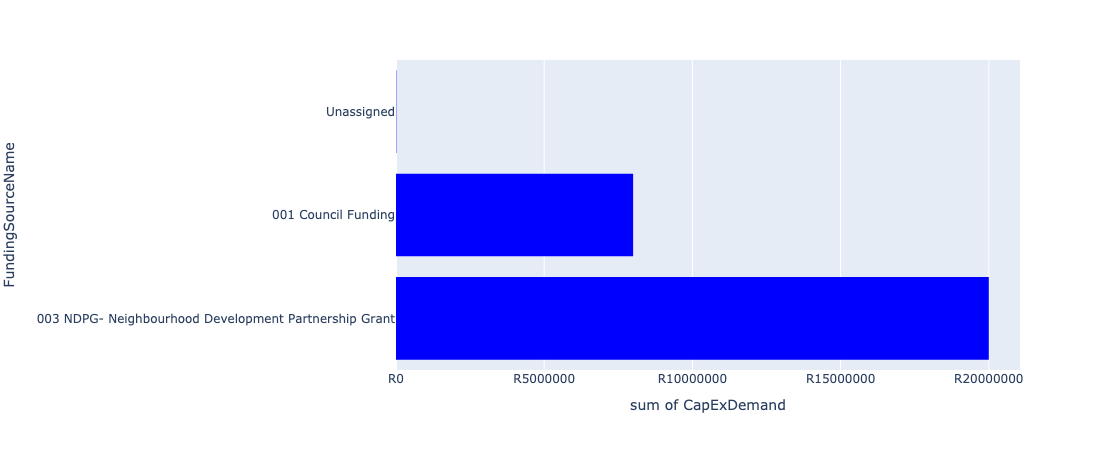 FundingSourceName
Unassigned
001 Council Funding
003 NDPG- Neighbourhood Development Partnership Grant
R0 R5000000 R10000000 R15000000 R20000000
sum of CapExDemand